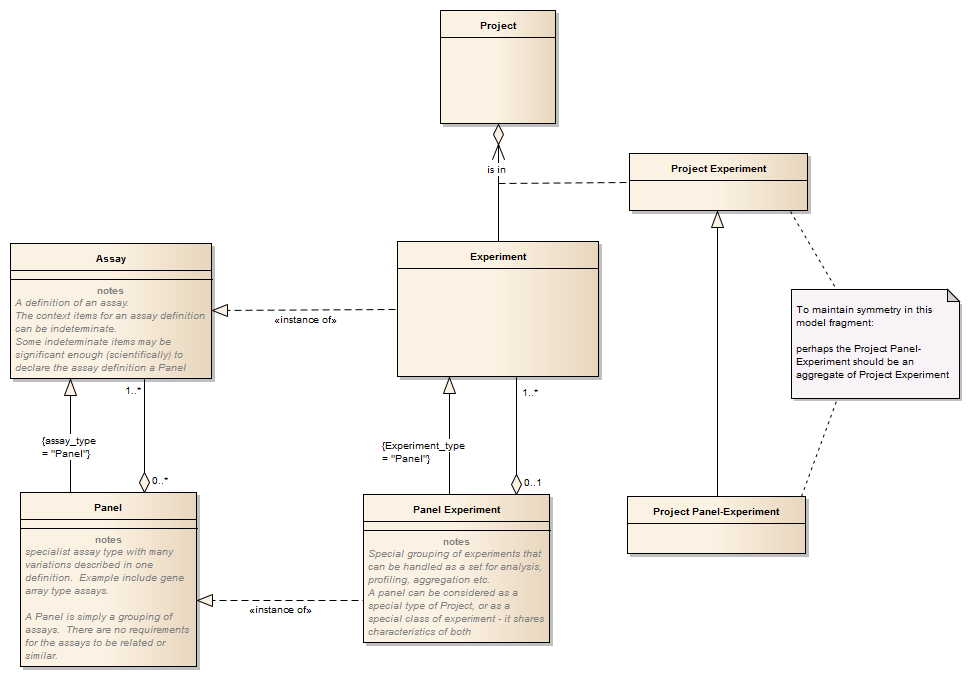 Project
is in
Project Experiment
Assay
notes
A definition of an assay.
The context items for an assay definition
can be indeterminate.
Some indeterminate items may be
significant enough (scientifically) to
declare the assay definition a Panel
Experiment
«instance of»
To maintain symmetry in this
model fragment:
perhaps the Project Panel-
Experiment should be an
aggregate of Project Experiment
1..*
1..*
{assay_type
= "Panel"}
{Experiment_type
= "Panel"}
0..*
0..1
Panel
notes
specialist assay type with many
variations described in one
definition.  Example include gene
array type assays.
A Panel is simply a grouping of
assays.  There are no requirements
for the assays to be related or
similar.
«instance of»
Panel Experiment
notes
Special grouping of experiments that
can be handled as a set for analysis,
profiling, aggregation etc.
A panel can be considered as a
special type of Project, or as a
special class of experiment - it shares
characteristics of both
Project Panel-Experiment